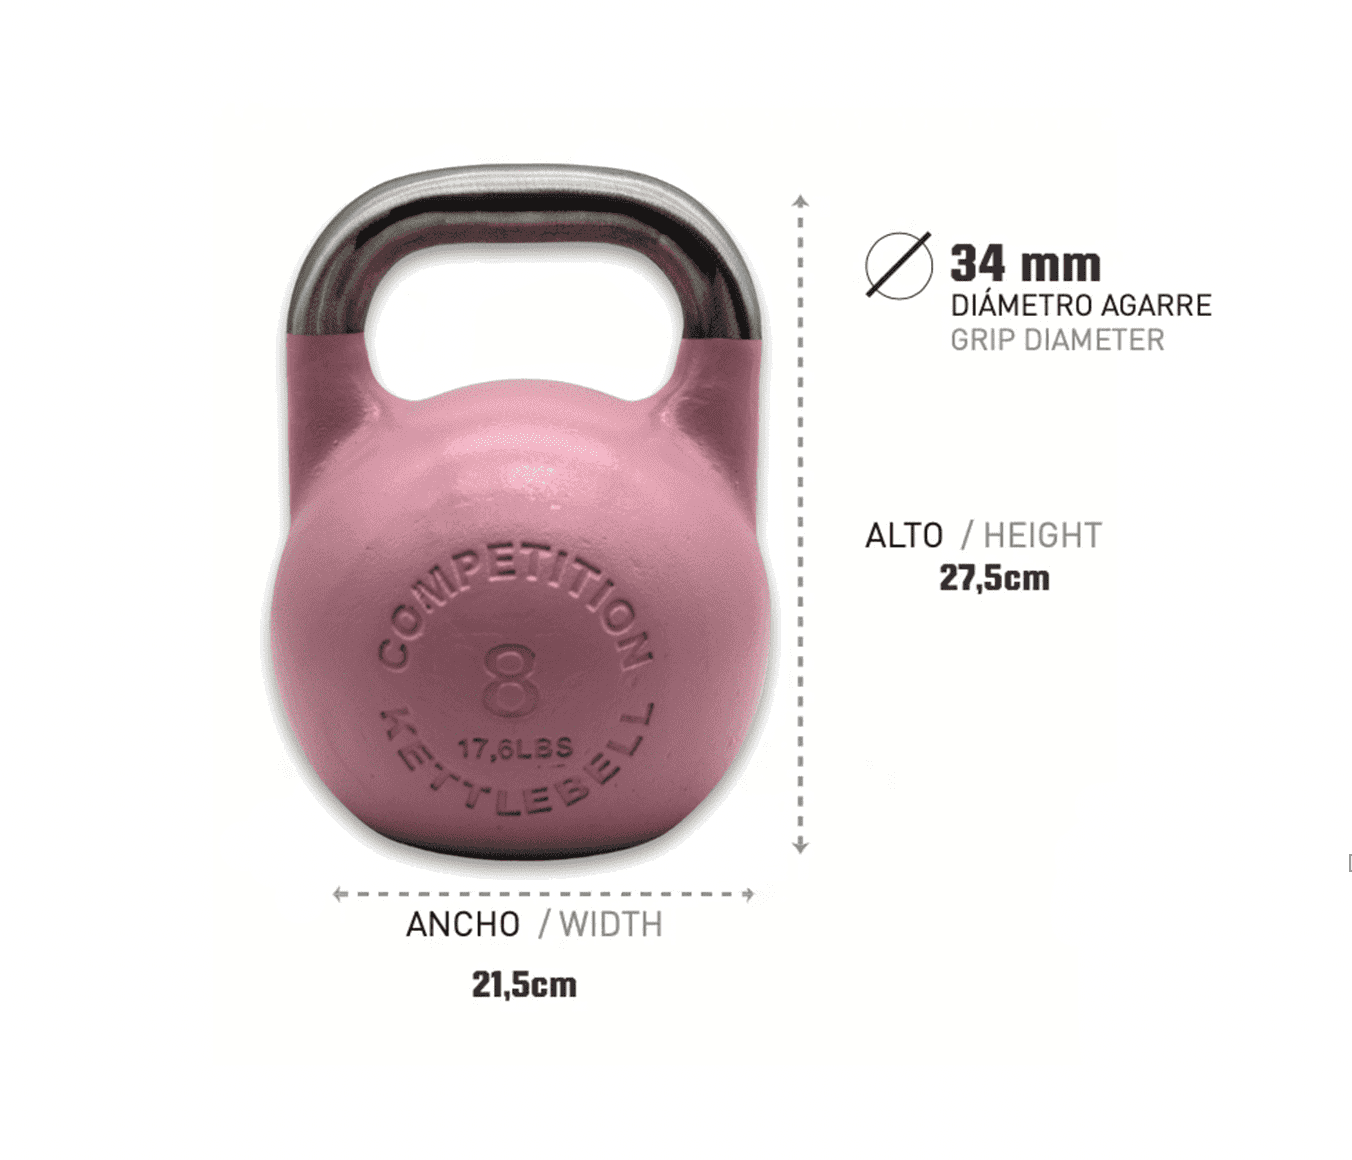 34 mm
DIÁMETRO AGARRE
GRIP DIAMETER
ALTO / HEIGHT
27,5cm
COMPETITION
8
17,6LBS
KETTLEBELL
ANCHO / WIDTH
21,5cm